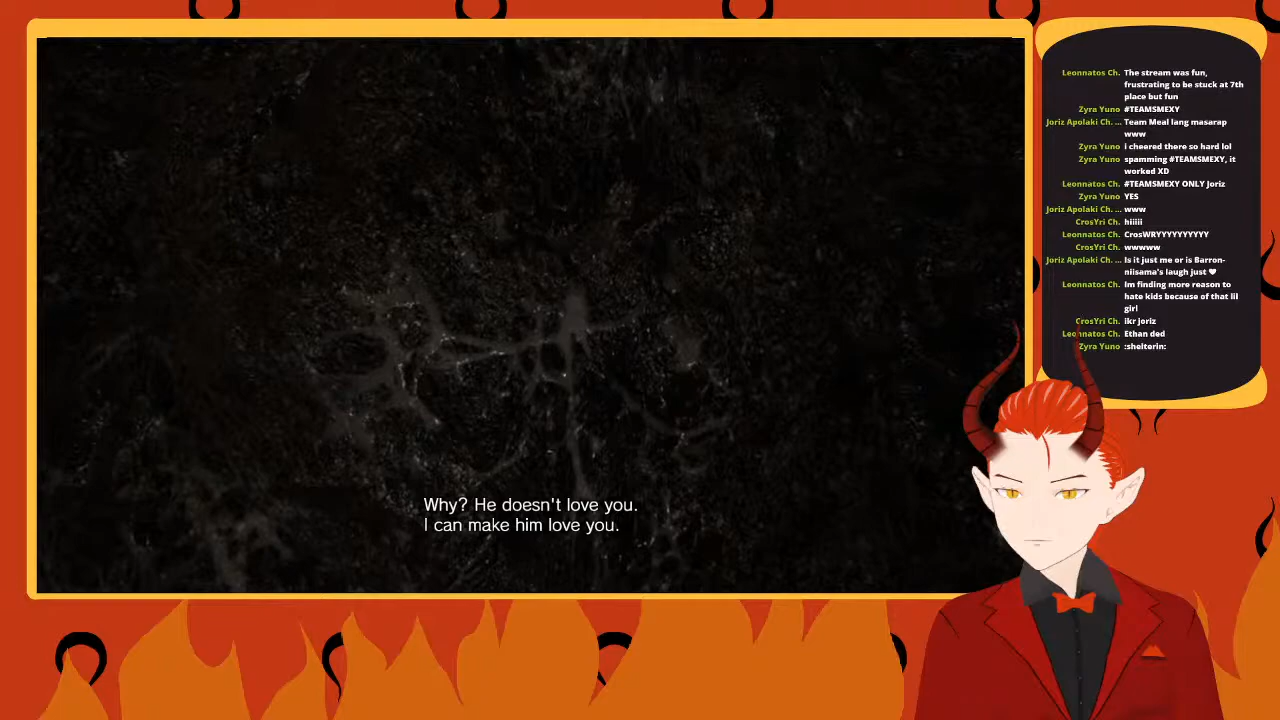 Leonnatos Ch. The stream was fun,
frustrating to be stuck at 7th
place but fun
Zyra Yuno #TEAMSMEXY
Joriz Apolaki Ch. ... Team Meal lang masarap
www
Zyra Yuno I cheered there so hard lol
Zyra Yuno spamming #TEAMSMEXY, it
worked XD
Leonnatos Ch. #TEAMSMEXY ONLY Joriz
Zyra Yuno YES
Joriz Apolaki Ch. ... www
CrosYri Ch. hiiiii
Leonnatos Ch. CrosWRYYYYYYYYYY
CrosYri Ch. wwwww
Joriz Apolaki Ch. ... Is it just me or is Barron-
niisama's laugh just ♥
Leonnatos Ch. Im finding more reason to
hate kids because of that lil
girl
CrosYri Ch. ikr Joriz
Leonnatos Ch. Ethan ded
Zyra Yuno :shelterin:
Why? He doesn't love you.
I can make him love you.